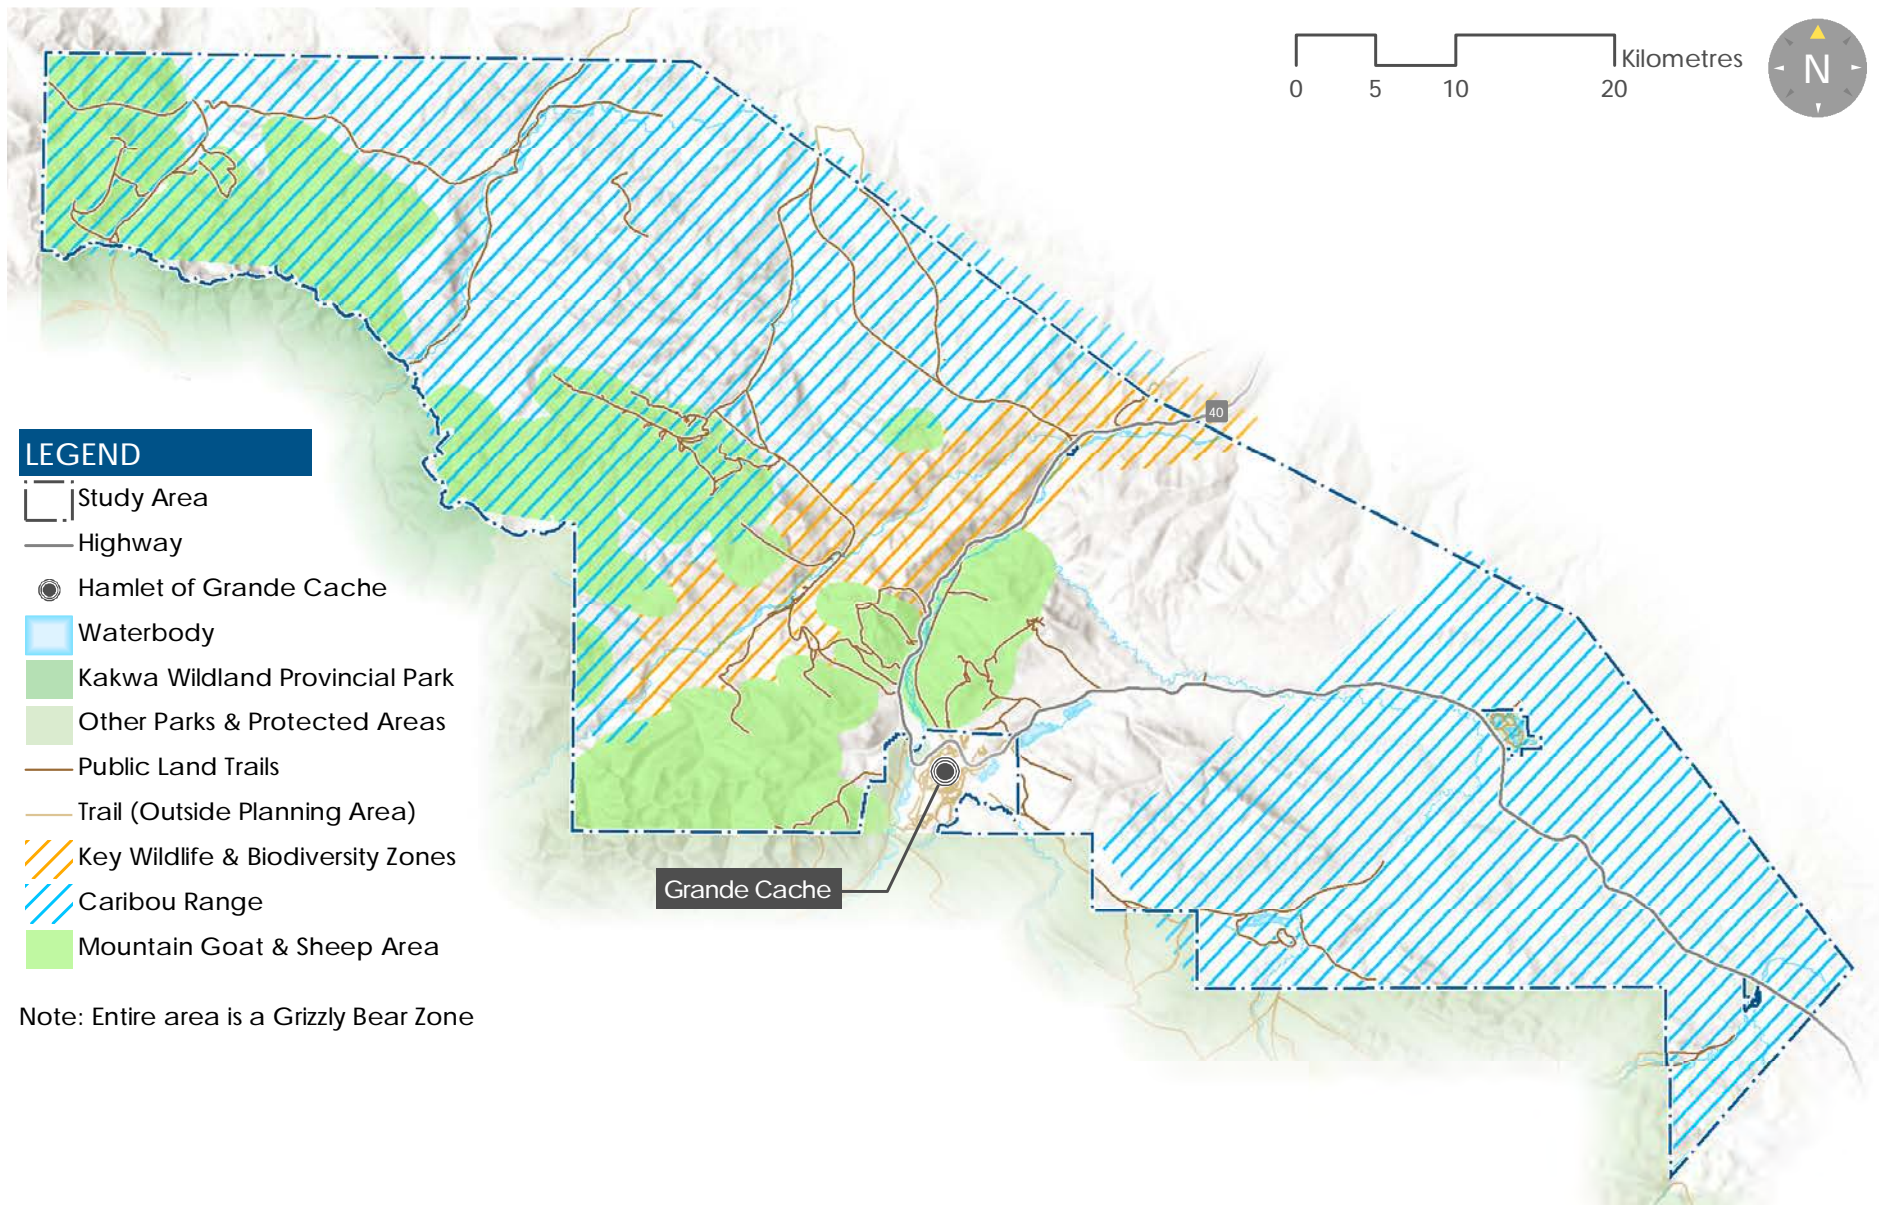 Kilometres
0 5 10 20
N
40
LEGEND
Study Area
Highway
Hamlet of Grande Cache
Waterbody
Kakwa Wildland Provincial Park
Other Parks & Protected Areas
Public Land Trails
Trail (Outside Planning Area)
Key Wildlife & Biodiversity Zones
Caribou Range
Mountain Goat & Sheep Area
Grande Cache
Note: Entire area is a Grizzly Bear Zone